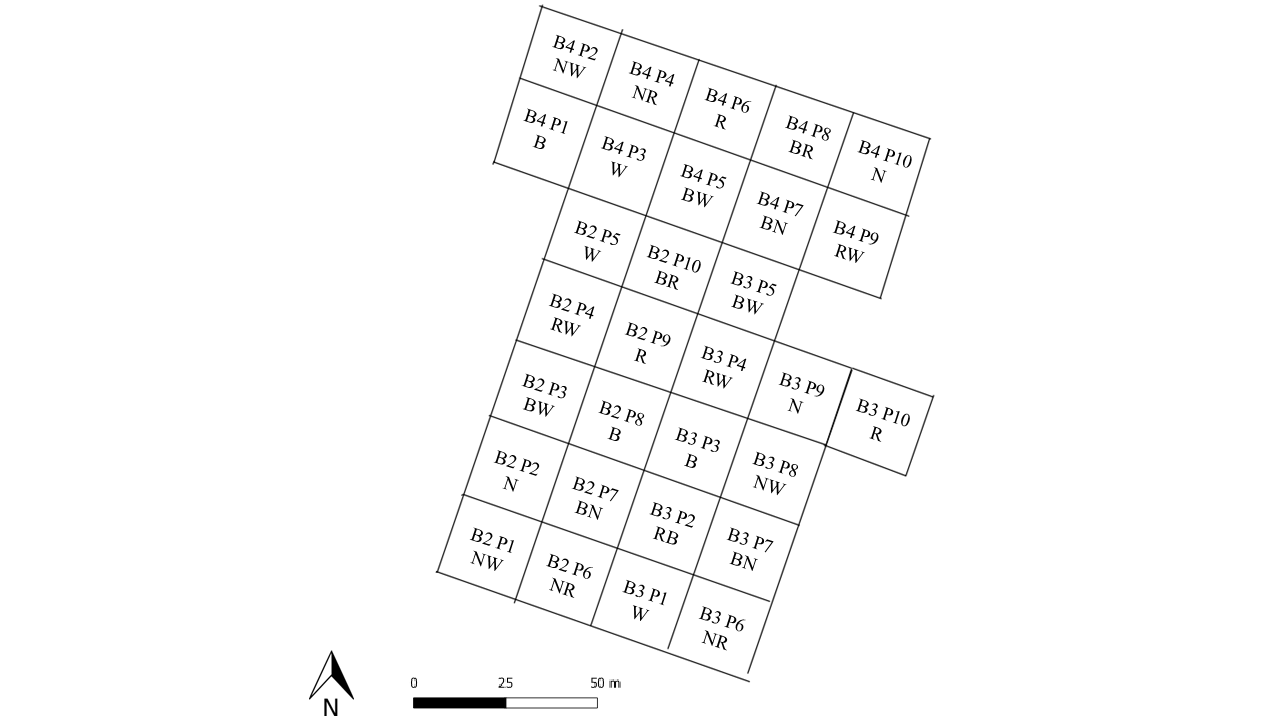 B4 P2
NW
B4 P4
NR
B4 P6
R
B4 P8
BR
B4 P10
N
B4 P1
B
B4 P3
W
B4 P5
BW
B4 P7
BN
B4 P9
RW
B2 P5
W
B2 P10
BR
B3 P5
BW
B2 P4
RW
B2 P9
R
B3 P4
RW
B3 P9
N
B3 P10
R
B2 P3
BW
B2 P8
B
B3 P3
B
B3 P8
NW
B2 P2
N
B2 P7
BN
B3 P2
RB
B3 P7
BN
B2 P1
NW
B2 P6
NR
B3 P1
W
B3 P6
NR
N
0 25 50 m